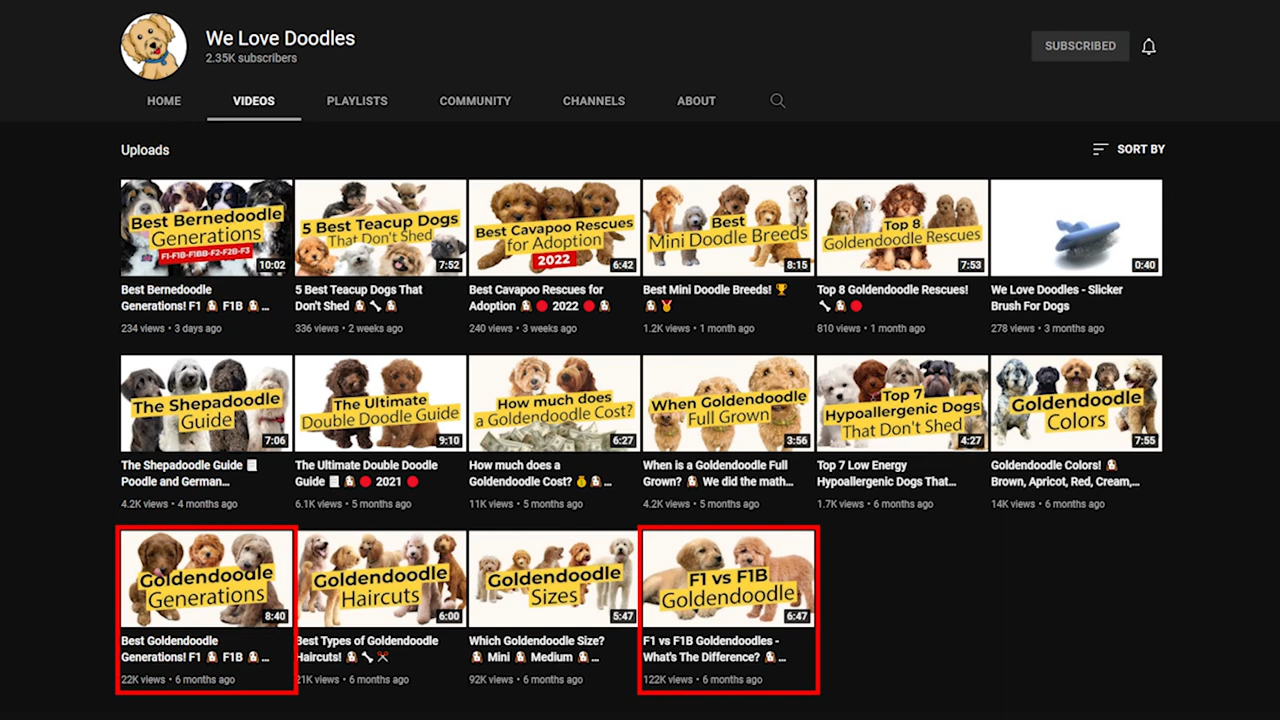 We Love Doodles
2.35K subscribers
SUBSCRIBED
HOME
VIDEOS
PLAYLISTS
COMMUNITY
CHANNELS
ABOUT
Uploads
SORT BY
Best Bernedoodle
Generations
F1-F1B-F1BB-F2-F2B-F3
10:02
Best Bernedoodle
Generations! F1 🐶 F1B 🐶...
234 views • 3 days ago
5 Best Teacup Dogs
That Don't Shed
7:52
5 Best Teacup Dogs That
Don't Shed 🐶🦴🐶
336 views • 2 weeks ago
Best Cavapoo Rescues
for Adoption
2022
6:42
Best Cavapoo Rescues for
Adoption 🐶🔴 2022 🔴🐶
240 views • 3 weeks ago
Best
Mini Doodle Breeds
8:15
Best Mini Doodle Breeds! 🏆
🐶🏅
1.2K views • 1 month ago
Top 8
Goldendoodle Rescues
7:53
Top 8 Goldendoodle Rescues!
🦴🐶🔴
810 views • 1 month ago
0:40
We Love Doodles - Slicker
Brush For Dogs
278 views • 3 months ago
The Shepadoodle
Guide
7:06
The Shepadoodle Guide 📃
Poodle and German...
4.2K views • 4 months ago
The Ultimate
Double Doodle Guide
9:10
The Ultimate Double Doodle
Guide 📃🐶🔴 2021 🔴
6.1K views • 5 months ago
How much does
a Goldendoodle Cost?
6:27
How much does a
Goldendoodle Cost? 💰🐶...
11K views • 5 months ago
When Goldendoodle
Full Grown
3:56
When is a Goldendoodle Full
Grown? 🐶 We did the math...
4.2K views • 5 months ago
Top 7
Hypoallergenic Dogs
That Don't Shed
4:27
Top 7 Low Energy
Hypoallergenic Dogs That...
1.7K views • 6 months ago
Goldendoodle
Colors
7:55
Goldendoodle Colors! 🐶
Brown, Apricot, Red, Cream,...
14K views • 6 months ago
Goldendoodle
Generations
8:40
Best Goldendoodle
Generations! F1 🐶 F1B 🐶...
22K views • 6 months ago
Goldendoodle
Haircuts
6:00
Best Types of Goldendoodle
Haircuts! 🐶🦴✂
21K views • 6 months ago
Goldendoodle
Sizes
5:47
Which Goldendoodle Size?
🐶 Mini 🐶 Medium 🐶...
92K views • 6 months ago
F1 vs F1B
Goldendoodle
6:47
F1 vs F1B Goldendoodles -
What's The Difference? 🐶...
122K views • 6 months ago